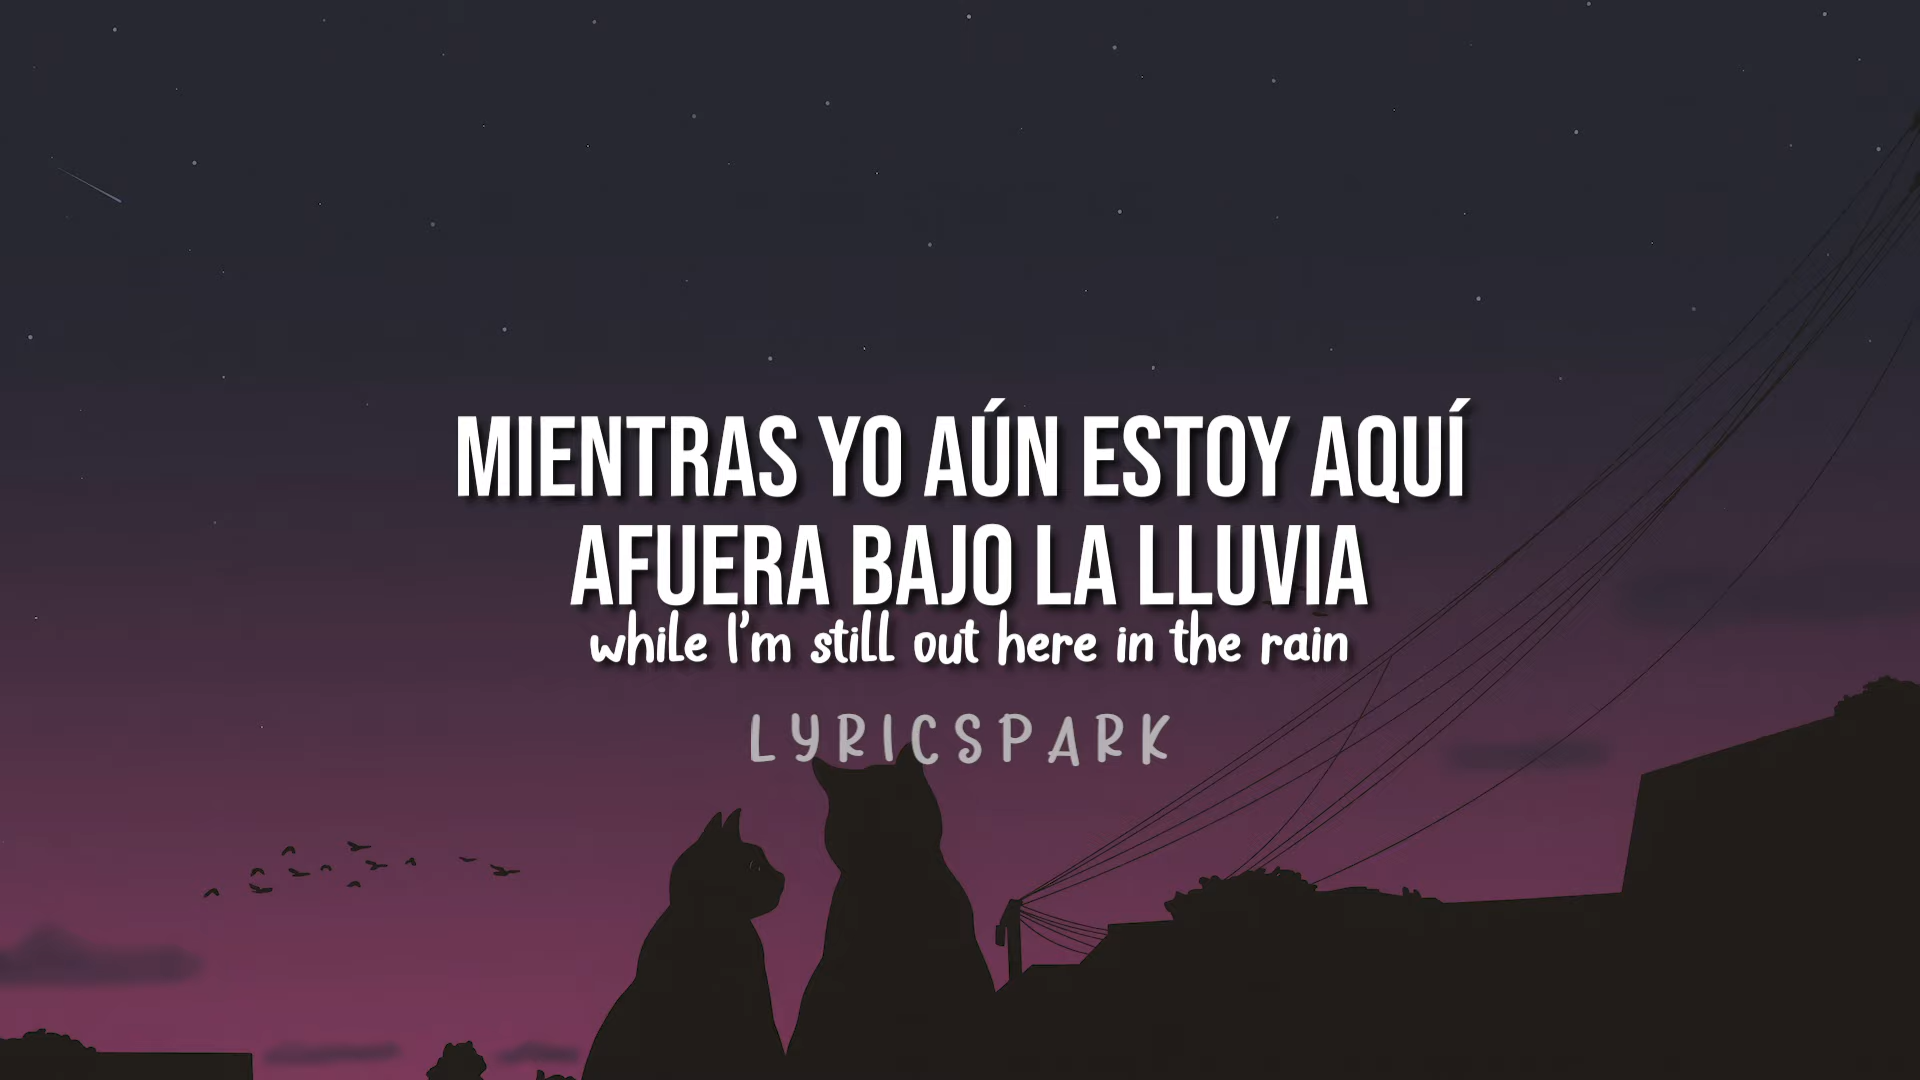 MIENTRAS YO AÚN ESTOY AQUÍ
AFUERA BAJO LA LLUVIA
while I'm still out here in the rain
LYRICSPARK